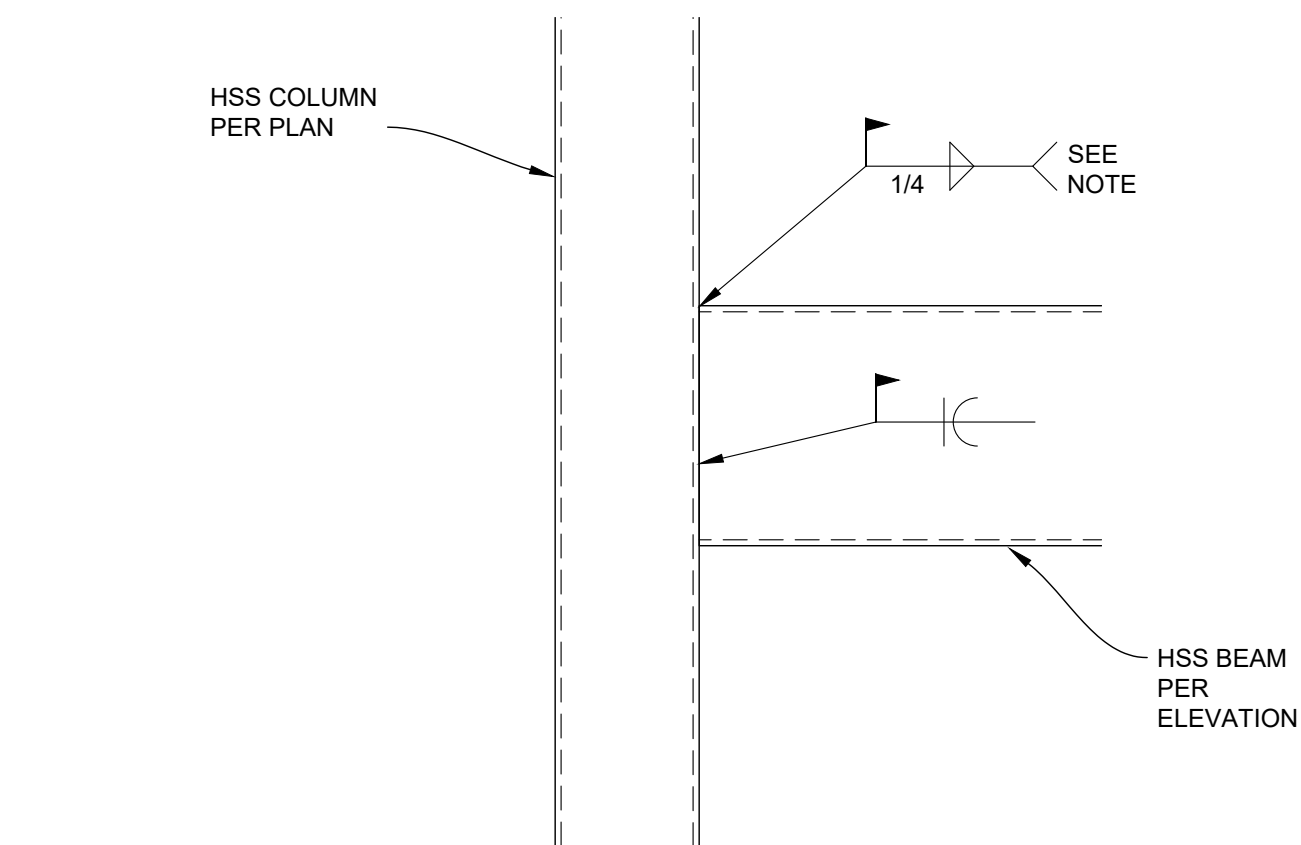 HSS COLUMN
PER PLAN
SEE
NOTE
1/4
HSS BEAM
PER
ELEVATION